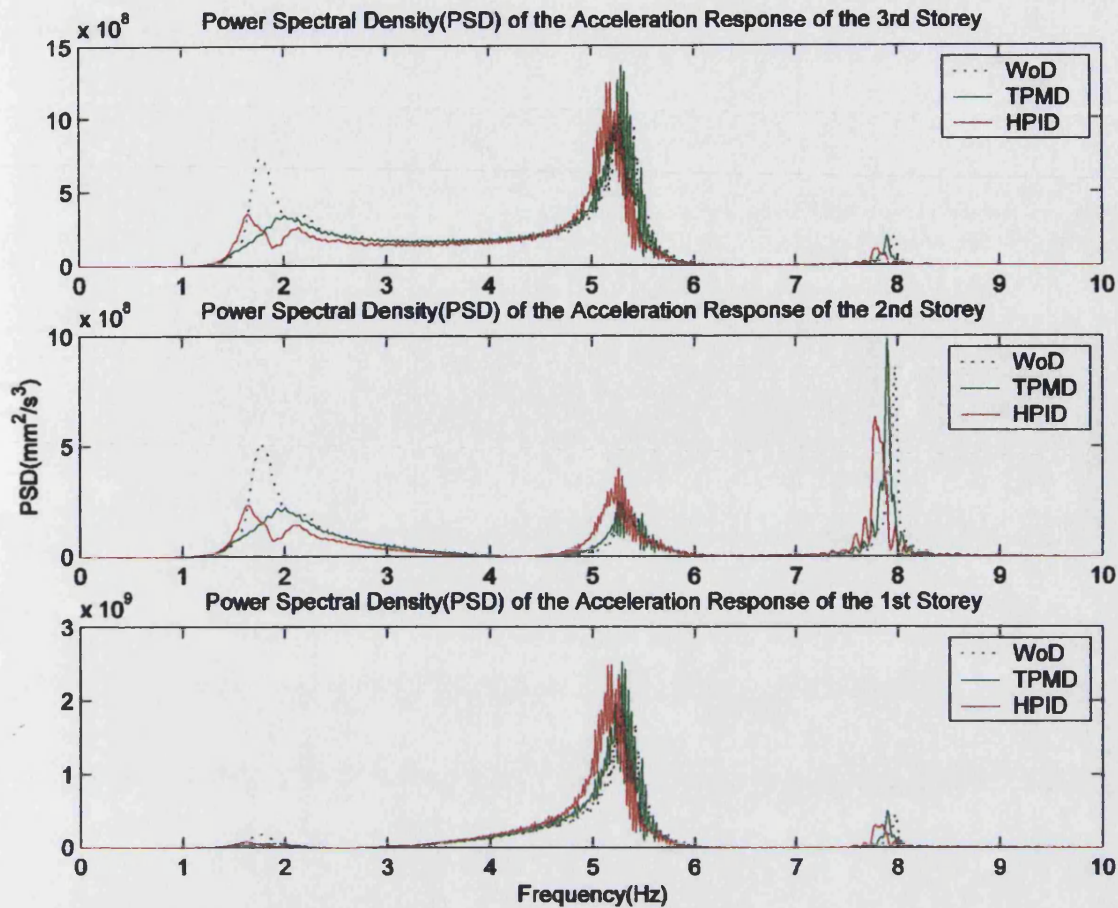 Power Spectral Density(PSD) of the Acceleration Response of the 3rd Storey
x 10^8
15
10
5
0
WoD
TPMD
HPID
0 1 2 3 4 5 6 7 8 9 10
Power Spectral Density(PSD) of the Acceleration Response of the 2nd Storey
x 10^8
10
5
0
PSD(mm^2/s^3)
WoD
TPMD
HPID
0 1 2 3 4 5 6 7 8 9 10
Power Spectral Density(PSD) of the Acceleration Response of the 1st Storey
x 10^9
3
2
1
0
WoD
TPMD
HPID
0 1 2 3 4 5 6 7 8 9 10
Frequency(Hz)